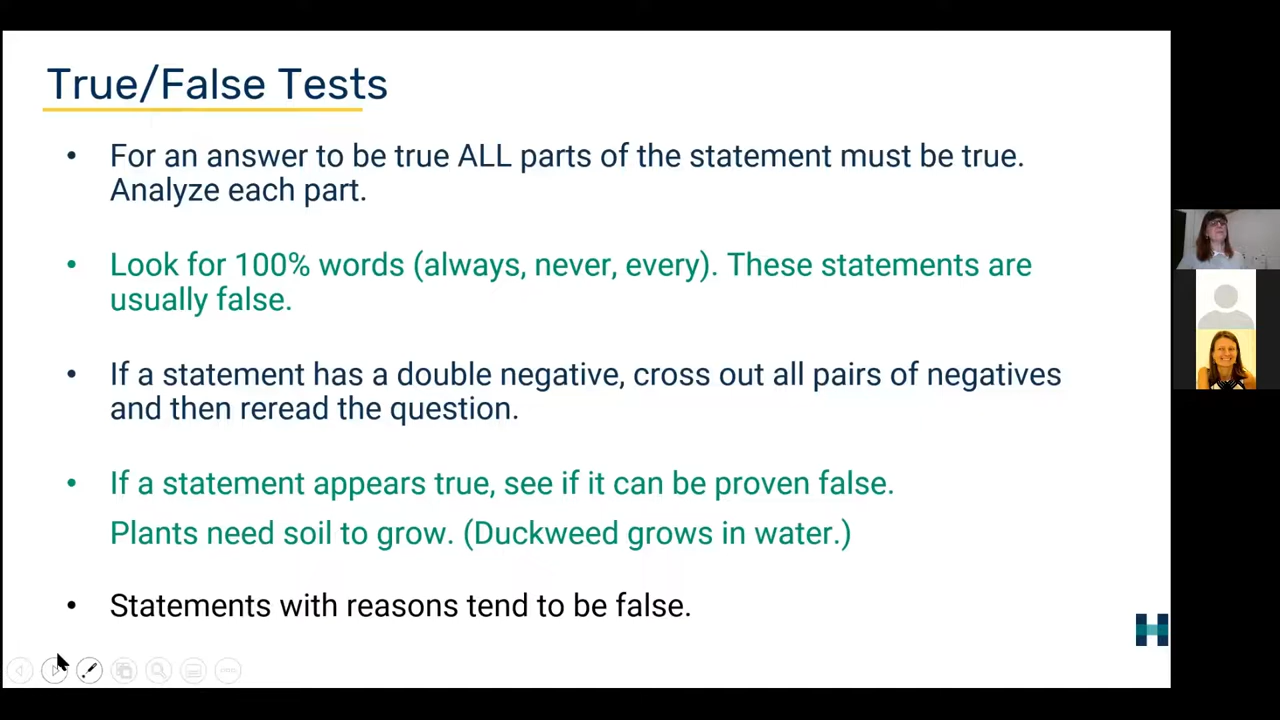 True/False Tests
• For an answer to be true ALL parts of the statement must be true.
Analyze each part.
• Look for 100% words (always, never, every). These statements are
usually false.
• If a statement has a double negative, cross out all pairs of negatives
and then reread the question.
• If a statement appears true, see if it can be proven false.
Plants need soil to grow. (Duckweed grows in water.)
• Statements with reasons tend to be false.